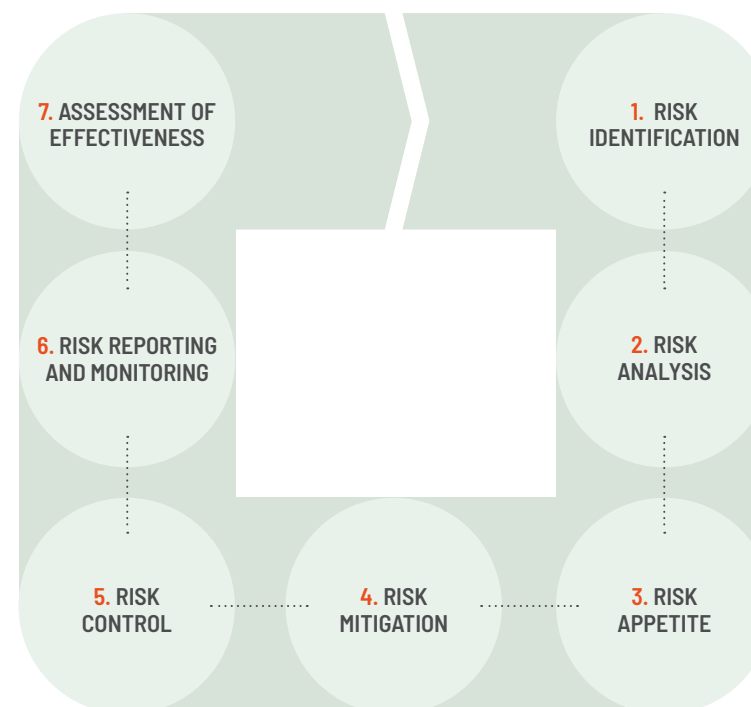 7. ASSESSMENT OF
EFFECTIVENESS
1. RISK
IDENTIFICATION
6. RISK REPORTING
AND MONITORING
2. RISK
ANALYSIS
5. RISK
CONTROL
4. RISK
MITIGATION
3. RISK
APPETITE